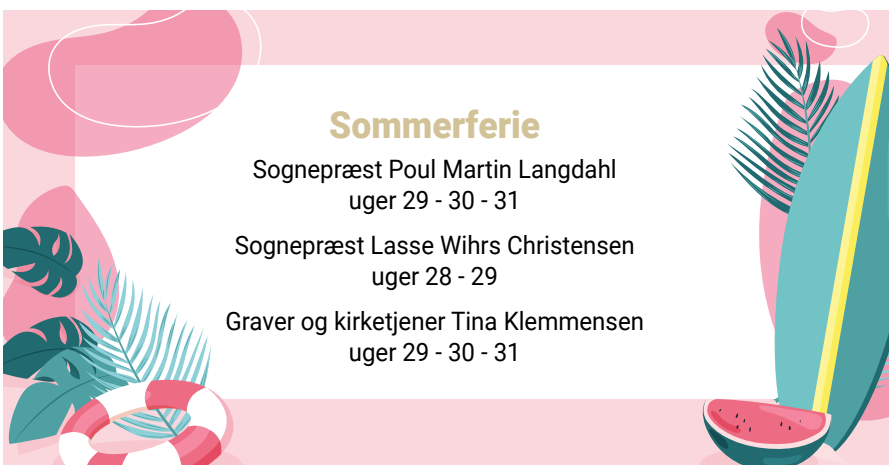 Sommerferie
Sognepræst Poul Martin Langdahl
uger 29 - 30 - 31
Sognepræst Lasse Wihrs Christensen
uger 28 - 29
Graver og kirketjener Tina Klemmensen
uger 29 - 30 - 31